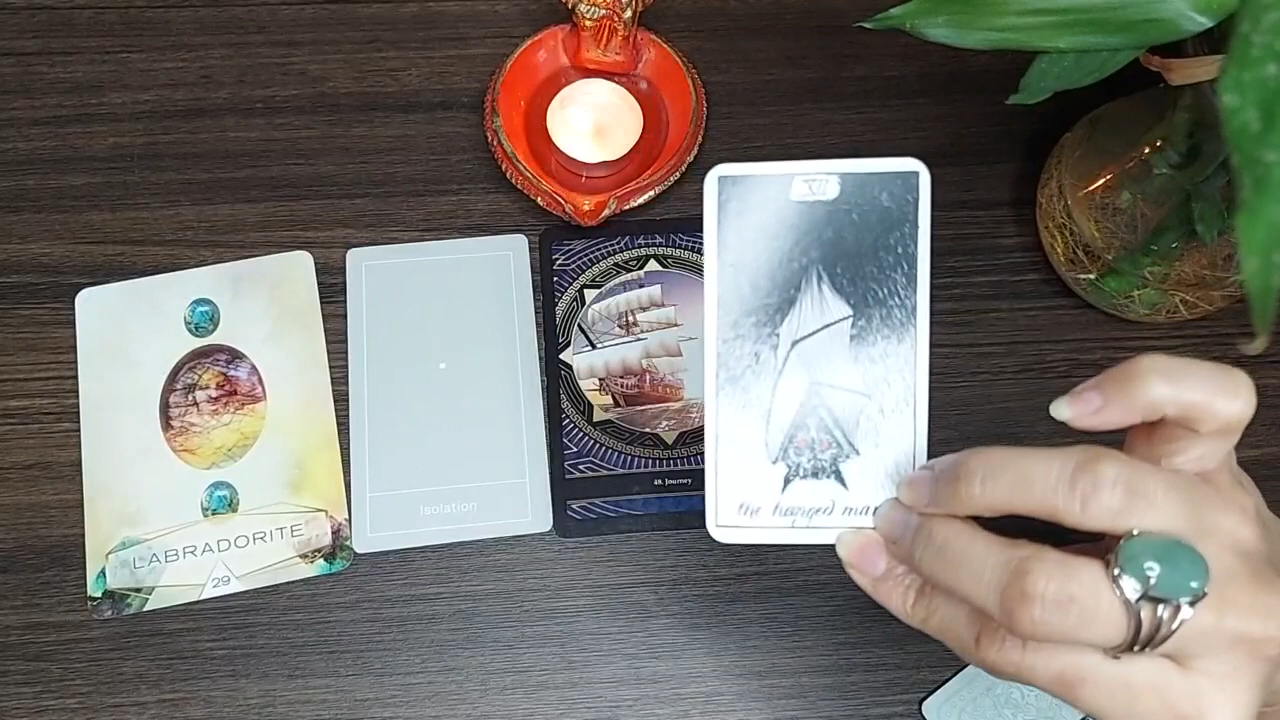 LABRADORITE
29
Isolation
48. Journey
XII
the hanged man